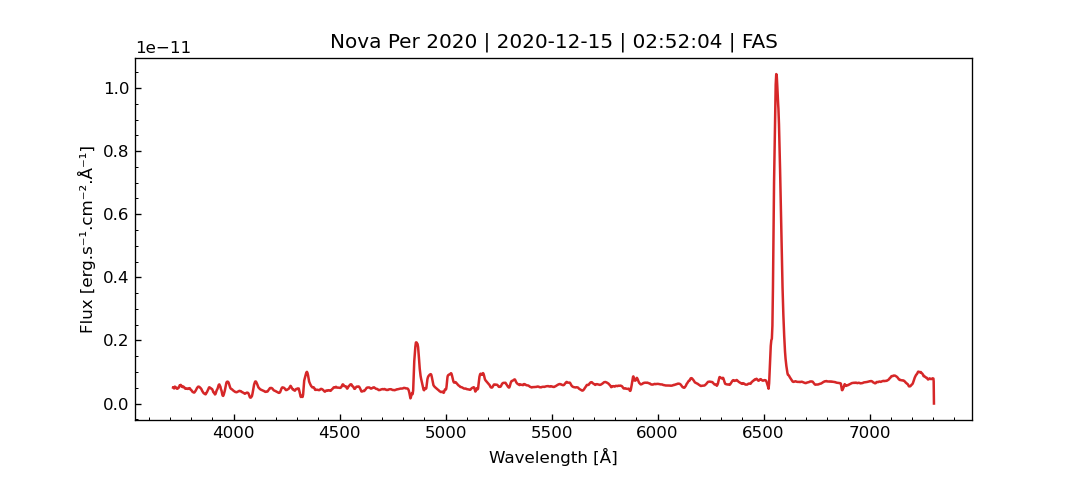 Nova Per 2020 | 2020-12-15 | 02:52:04 | FAS
1e−11
1.0
0.8
0.6
0.4
0.2
0.0
Flux [erg.s⁻¹.cm⁻².Å⁻¹]
4000 4500 5000 5500 6000 6500 7000
Wavelength [Å]